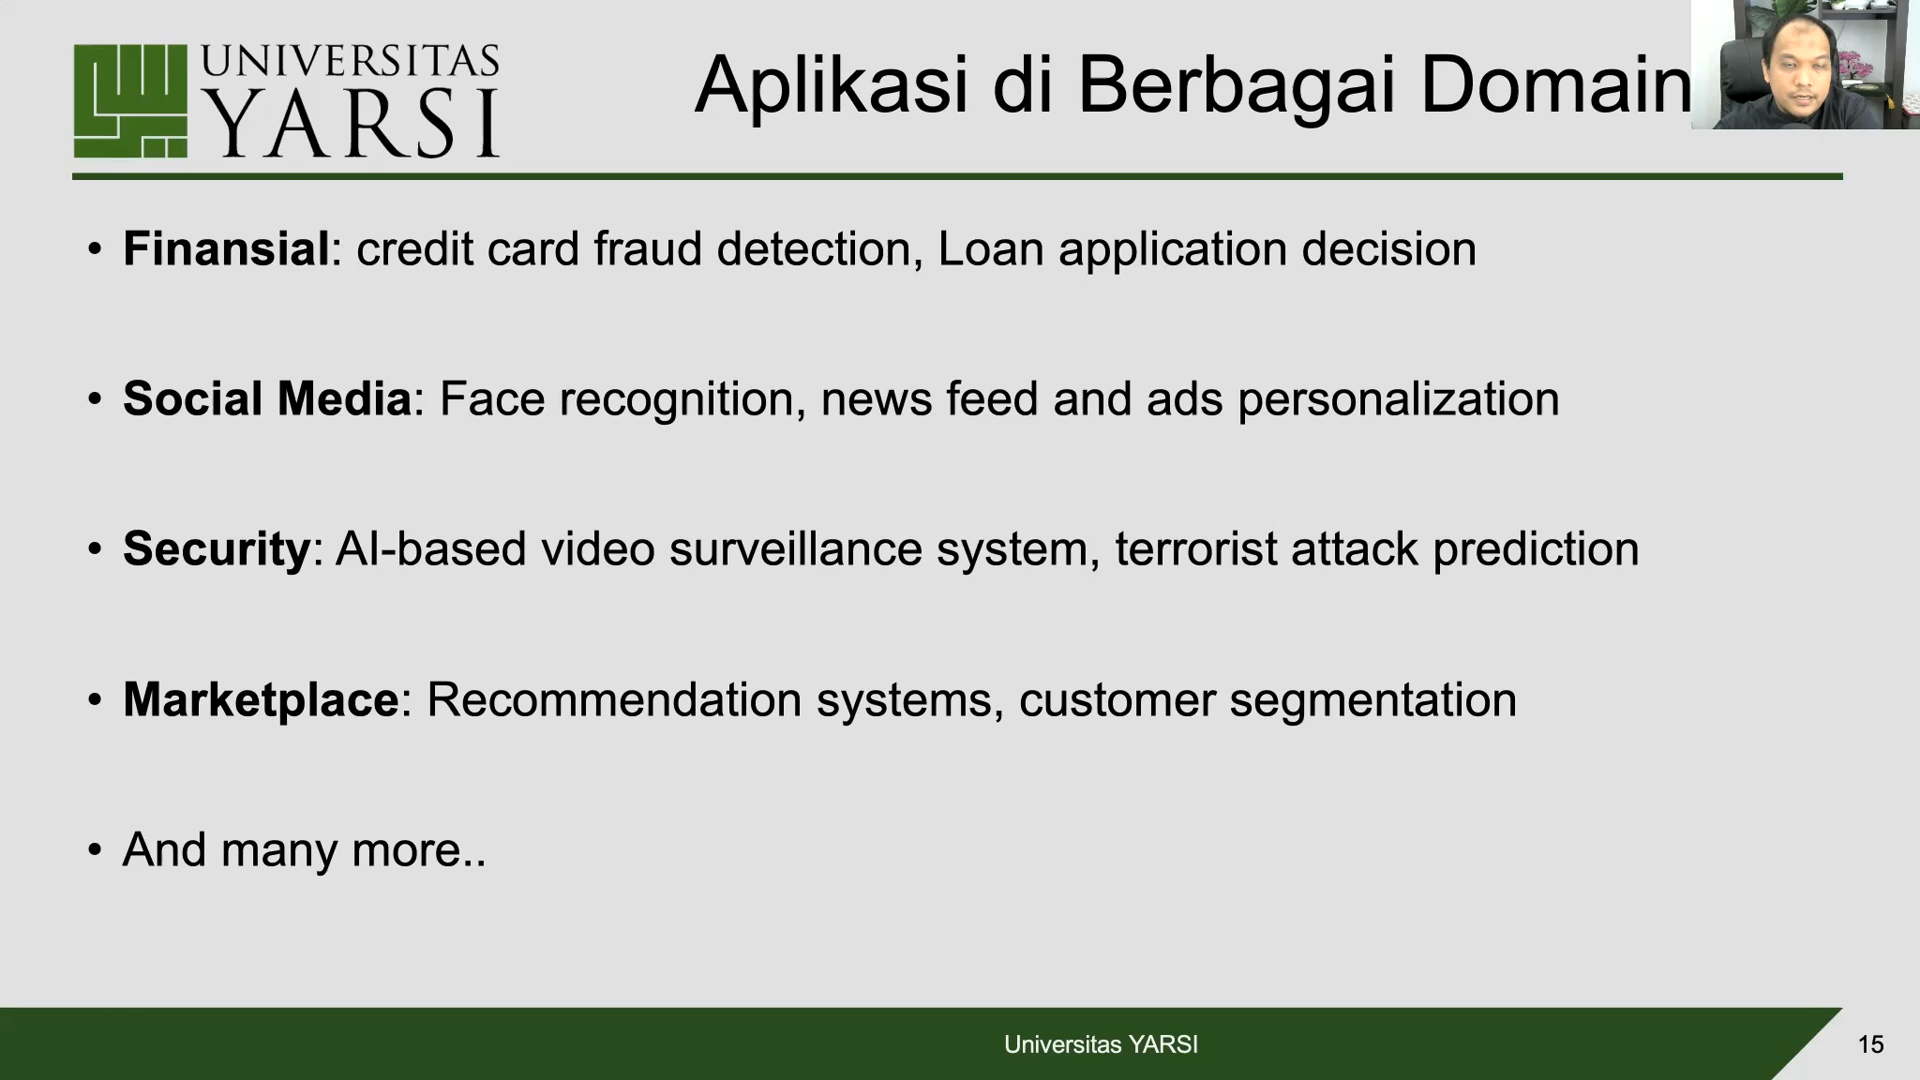 UNIVERSITAS
YARSI
Aplikasi di Berbagai Domain
• Finansial: credit card fraud detection, Loan application decision
• Social Media: Face recognition, news feed and ads personalization
• Security: AI-based video surveillance system, terrorist attack prediction
• Marketplace: Recommendation systems, customer segmentation
• And many more..
Universitas YARSI
15